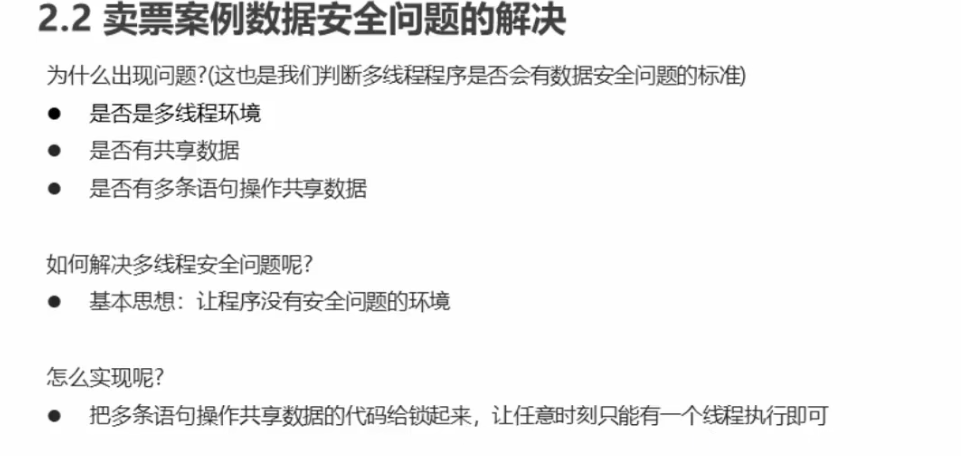 2.2 卖票案例数据安全问题的解决
为什么出现问题?(这也是我们判断多线程程序是否会有数据安全问题的标准)
● 是否是多线程环境
● 是否有共享数据
● 是否有多条语句操作共享数据
如何解决多线程安全问题呢?
● 基本思想：让程序没有安全问题的环境
怎么实现呢?
● 把多条语句操作共享数据的代码给锁起来，让任意时刻只能有一个线程执行即可